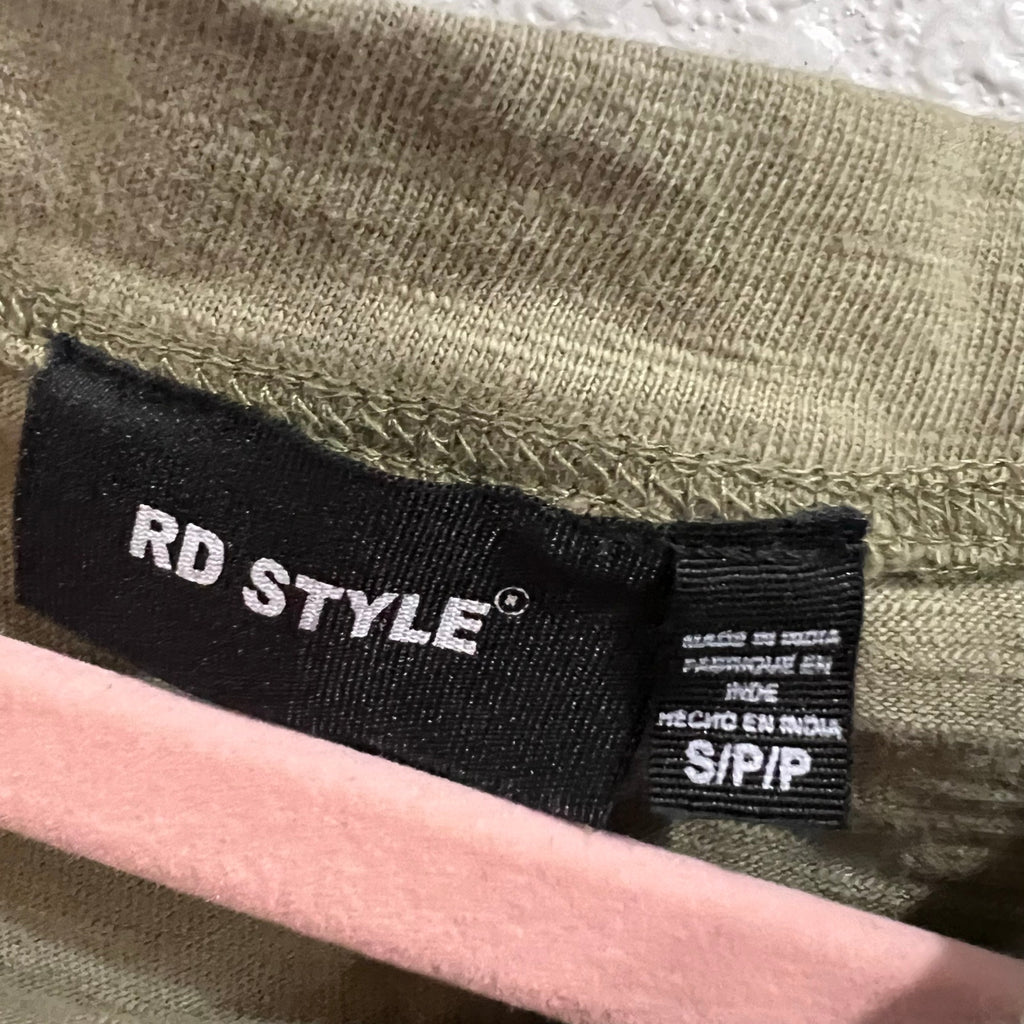 RD STYLE®
MADE IN INDIA
FABRIQUÉ EN
INDE
HECHO EN INDIA
S/P/P